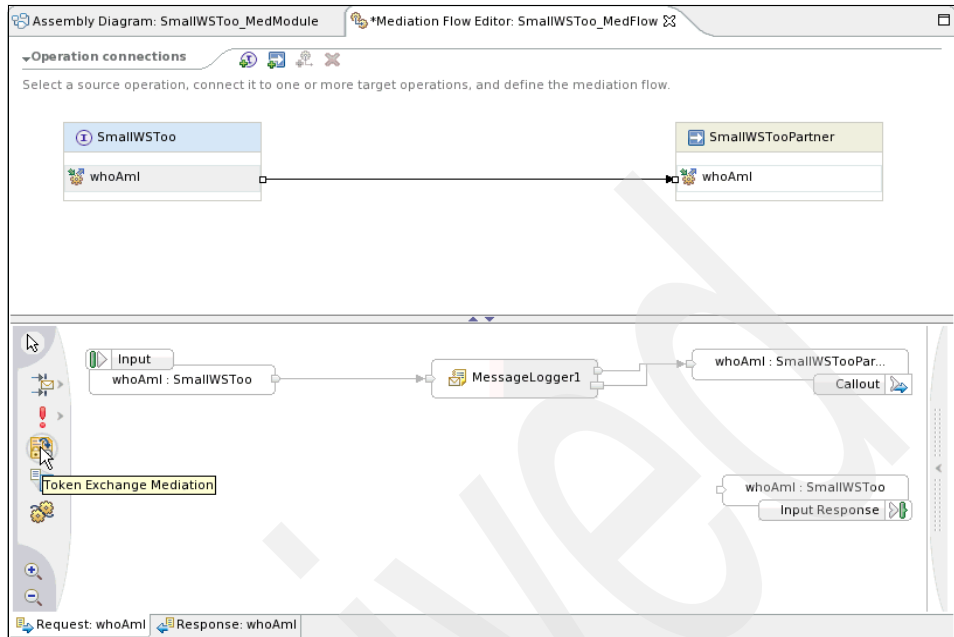 Assembly Diagram: SmallWSToo_MedModule
*Mediation Flow Editor: SmallWSToo_MedFlow
Operation connections
Select a source operation, connect it to one or more target operations, and define the mediation flow.
SmallWSToo
SmallWSTooPartner
whoAmI
whoAmI
Input
whoAmI : SmallWSToo
MessageLogger1
whoAmI : SmallWSTooPar...
Callout
Token Exchange Mediation
whoAmI : SmallWSToo
Input Response
Request: whoAmI
Response: whoAmI